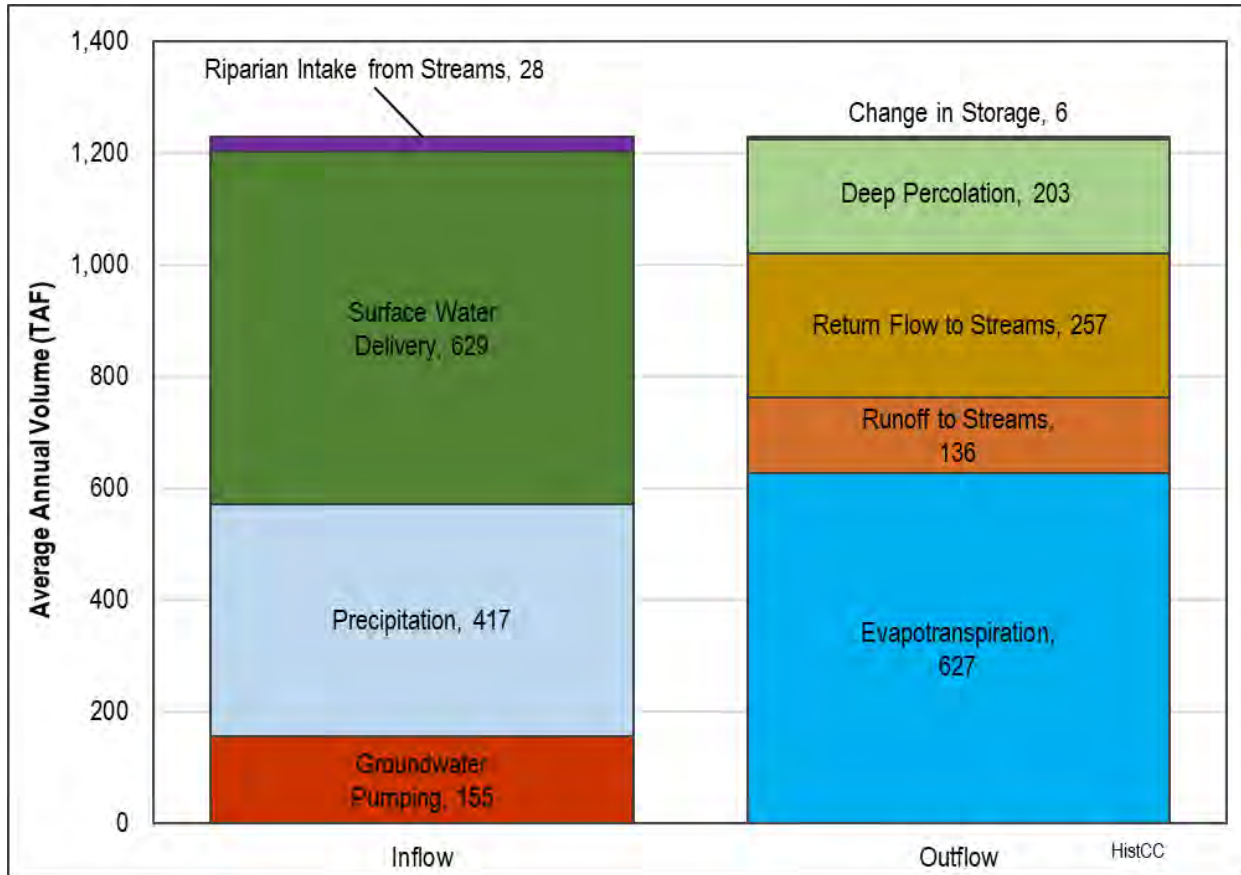 1,400
1,200
1,000
800
600
400
200
0
Average Annual Volume (TAF)
Riparian Intake from Streams, 28
Surface Water
Delivery, 629
Precipitation, 417
Groundwater
Pumping, 155
Inflow
Change in Storage, 6
Deep Percolation, 203
Return Flow to Streams, 257
Runoff to Streams,
136
Evapotranspiration,
627
Outflow
HistCC